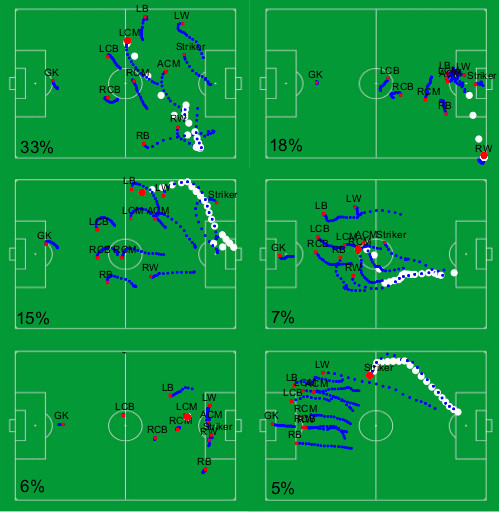 LB
LW
LCM
Striker
LCB
ACM
GK
RCM
RCB
RW
RB
33%
LB
LW
LCB
ACM
Striker
GK
RCB
RCM
RB
RW
18%
LB
LW
Striker
LCM
ACM
LCB
GK
RCB
RCM
RB
RW
15%
LW
LB
LCM
ACM
Striker
RCB
RCM
RB
GK
RW
7%
LB
LW
LCB
LCM
ACM
GK
RCM
Striker
RCB
RW
RB
6%
LW
Striker
LB
LCM
ACM
LCB
RCM
GK
RW
RB
5%